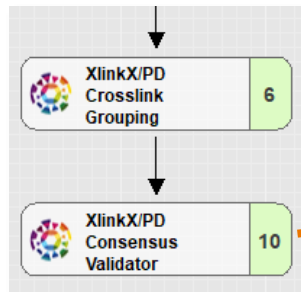 XlinkX/PD
Crosslink
Grouping
6
XlinkX/PD
Consensus
Validator
10